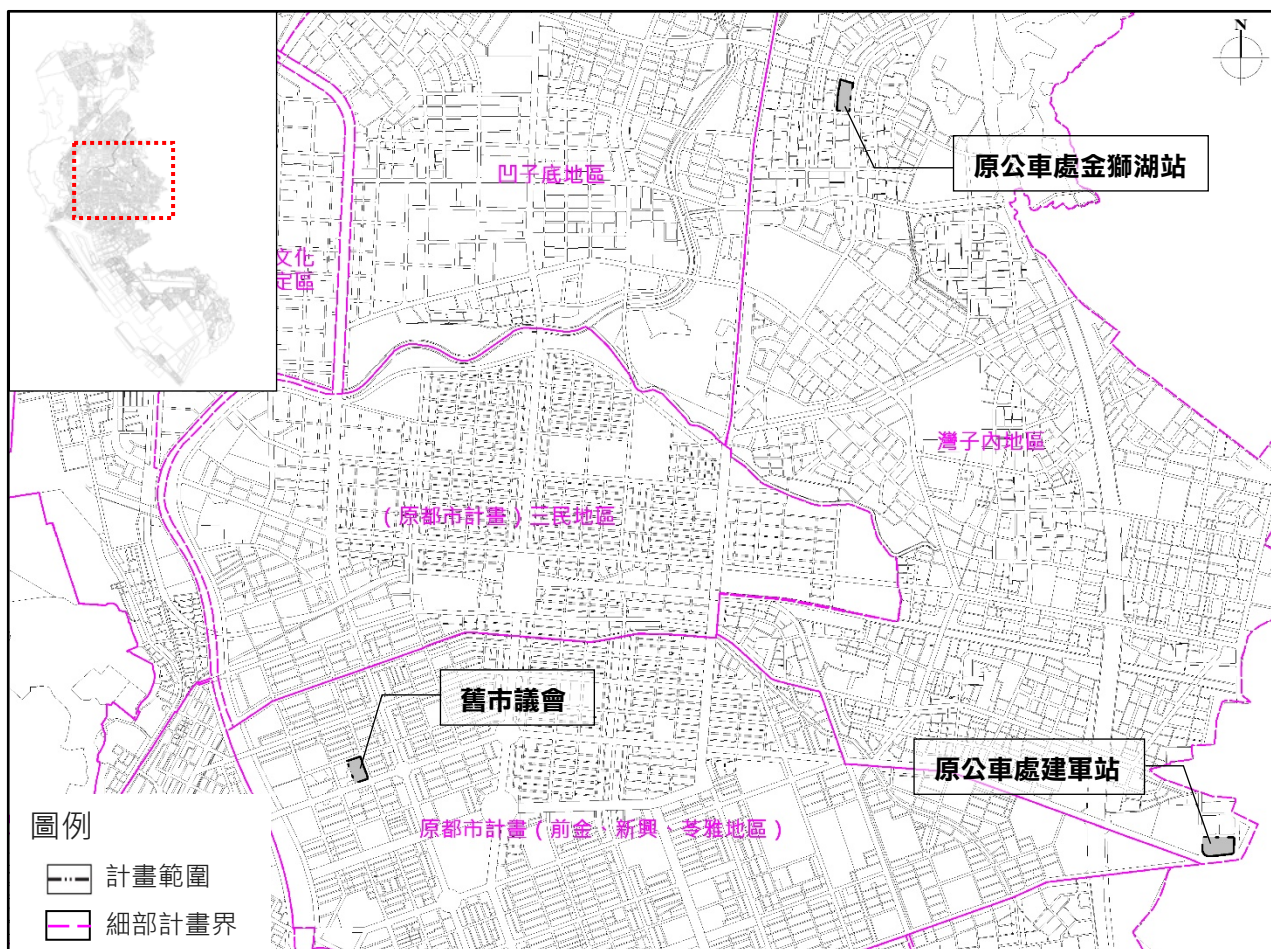 N
原公車處金獅湖站
凹子底地區
文化
定區
灣子內地區
（原都市計畫）三民地區
舊市議會
原公車處建軍站
原都市計畫（前金、新興、苓雅地區）
圖例
計畫範圍
細部計畫界